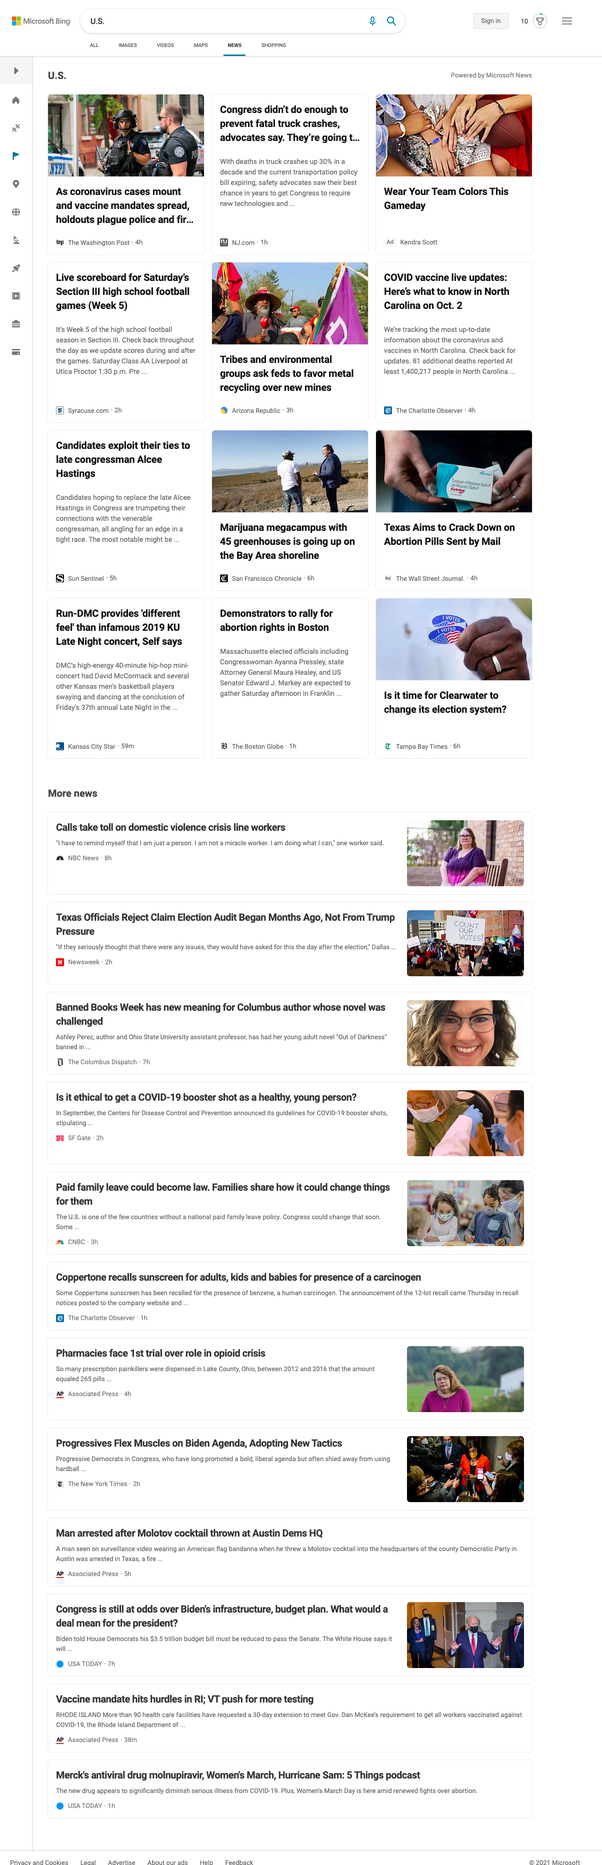 Microsoft Bing
U.S.
Sign in
10
ALL IMAGES VIDEOS MAPS NEWS SHOPPING
U.S.
Powered by Microsoft News
As coronavirus cases mount
and vaccine mandates spread,
holdouts plague police and fir...
The Washington Post · 4h
Congress didn't do enough to
prevent fatal truck crashes,
advocates say. They're going t...
With deaths in truck crashes up 30% in a
decade and the current transportation policy
bill expiring, safety advocates saw their best
chance in years to get Congress to require
new technologies and ...
NJ.com · 1h
Wear Your Team Colors This
Gameday
Ad Kendra Scott
Live scoreboard for Saturday's
Section III high school football
games (Week 5)
It's Week 5 of the high school football
season in Section III. Check back throughout
the day as we update scores during and after
the games. Saturday Class AA Liverpool at
Utica Proctor 1:30 p.m. Pre ...
Syracuse.com · 2h
Tribes and environmental
groups ask feds to favor metal
recycling over new mines
Arizona Republic · 3h
COVID vaccine live updates:
Here's what to know in North
Carolina on Oct. 2
We're tracking the most up-to-date
information about the coronavirus and
vaccines in North Carolina. Check back for
updates. 81 additional deaths reported At
least 1,400,217 people in North Carolina ...
The Charlotte Observer · 4h
Candidates exploit their ties to
late congressman Alcee
Hastings
Candidates hoping to replace the late Alcee
Hastings in Congress are trumpeting their
connections with the venerable
congressman, all angling for an edge in a
tight race. The most notable might be ...
Sun Sentinel · 5h
Marijuana megacampus with
45 greenhouses is going up on
the Bay Area shoreline
San Francisco Chronicle · 6h
Texas Aims to Crack Down on
Abortion Pills Sent by Mail
The Wall Street Journal. · 4h
Run-DMC provides 'different
feel' than infamous 2019 KU
Late Night concert, Self says
DMC's high-energy 40-minute hip-hop mini-
concert had David McCormack and several
other Kansas men's basketball players
swaying and dancing at the conclusion of
Friday's 37th annual Late Night in the ...
Kansas City Star · 59m
Demonstrators to rally for
abortion rights in Boston
Massachusetts elected officials including
Congresswoman Ayanna Pressley, state
Attorney General Maura Healey, and US
Senator Edward J. Markey are expected to
gather Saturday afternoon in Franklin ...
The Boston Globe · 1h
I VOTED
I VOTED
Is it time for Clearwater to
change its election system?
Tampa Bay Times · 6h
More news
Calls take toll on domestic violence crisis line workers
"I have to remind myself that I am just a person. I am not a miracle worker. I am doing what I can," one worker said.
NBC News · 8h
Texas Officials Reject Claim Election Audit Began Months Ago, Not From Trump
Pressure
"If they seriously thought that there were any issues, they would have asked for this the day after the election," Dallas ...
Newsweek · 2h
COUNT
OUR
VOTES!
Banned Books Week has new meaning for Columbus author whose novel was
challenged
Ashley Perez, author and Ohio State University assistant professor, has had her young adult novel "Out of Darkness"
banned in ...
The Columbus Dispatch · 7h
Is it ethical to get a COVID-19 booster shot as a healthy, young person?
In September, the Centers for Disease Control and Prevention announced its guidelines for COVID-19 booster shots,
stipulating ...
SF Gate · 2h
Paid family leave could become law. Families share how it could change things
for them
The U.S. is one of the few countries without a national paid family leave policy. Congress could change that soon.
Some ...
CNBC · 3h
Coppertone recalls sunscreen for adults, kids and babies for presence of a carcinogen
Some Coppertone sunscreen has been recalled for the presence of benzene, a human carcinogen. The announcement of the 12-lot recall came Thursday in recall
notices posted to the company website and ...
The Charlotte Observer · 1h
Pharmacies face 1st trial over role in opioid crisis
So many prescription painkillers were dispensed in Lake County, Ohio, between 2012 and 2016 that the amount
equaled 265 pills ...
AP Associated Press · 4h
Progressives Flex Muscles on Biden Agenda, Adopting New Tactics
Progressive Democrats in Congress, who have long promoted a bold, liberal agenda but often shied away from using
hardball ...
The New York Times · 2h
Man arrested after Molotov cocktail thrown at Austin Dems HQ
A man seen on surveillance video wearing an American flag bandanna when he threw a Molotov cocktail into the headquarters of the county Democratic Party in
Austin was arrested in Texas, a fire ...
AP Associated Press · 5h
Congress is still at odds over Biden's infrastructure, budget plan. What would a
deal mean for the president?
Biden told House Democrats his $3.5 trillion budget bill must be reduced to pass the Senate. The White House says it
will ...
USA TODAY · 7h
Vaccine mandate hits hurdles in RI; VT push for more testing
RHODE ISLAND More than 90 health care facilities have requested a 30-day extension to meet Gov. Dan McKee's requirement to get all workers vaccinated against
COVID-19, the Rhode Island Department of ...
AP Associated Press · 38m
Merck's antiviral drug molnupiravir, Women's March, Hurricane Sam: 5 Things podcast
The new drug appears to significantly diminish serious illness from COVID-19. Plus, Women's March Day is here amid renewed fights over abortion.
USA TODAY · 1h
Privacy and Cookies Legal Advertise About our ads Help Feedback
© 2021 Microsoft